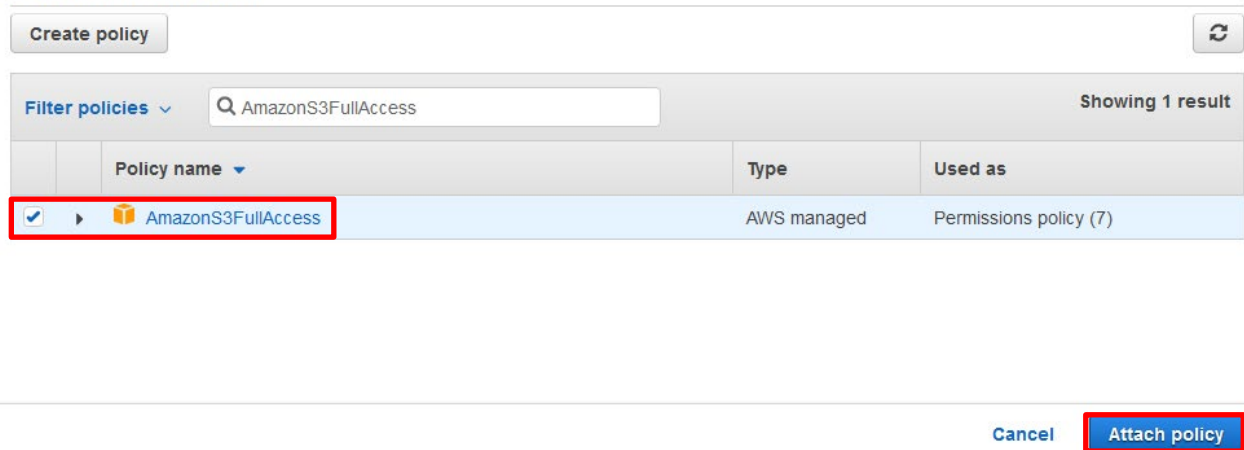 Create policy
Filter policies AmazonS3FullAccess Showing 1 result
Policy name Type Used as
AmazonS3FullAccess AWS managed Permissions policy (7)
Cancel Attach policy